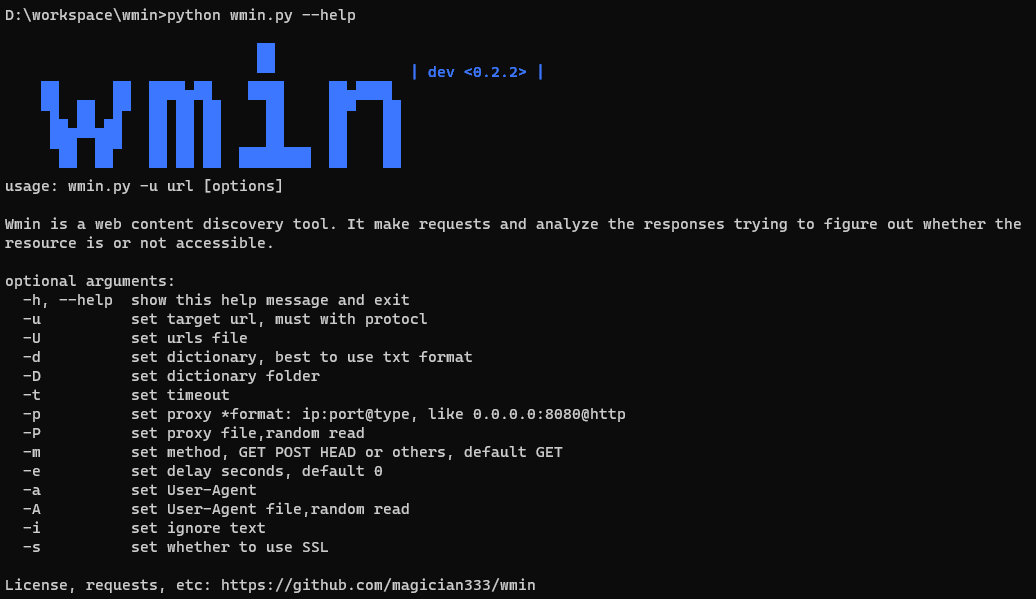 D:\workspace\wmin>python wmin.py --help
wmin
| dev <0.2.2> |
usage: wmin.py -u url [options]
Wmin is a web content discovery tool. It make requests and analyze the responses trying to figure out whether the
resource is or not accessible.
optional arguments:
-h, --help  show this help message and exit
-u          set target url, must with protocl
-U          set urls file
-d          set dictionary, best to use txt format
-D          set dictionary folder
-t          set timeout
-p          set proxy *format: ip:port@type, like 0.0.0.0:8080@http
-P          set proxy file,random read
-m          set method, GET POST HEAD or others, default GET
-e          set delay seconds, default 0
-a          set User-Agent
-A          set User-Agent file,random read
-i          set ignore text
-s          set whether to use SSL
License, requests, etc: https://github.com/magician333/wmin